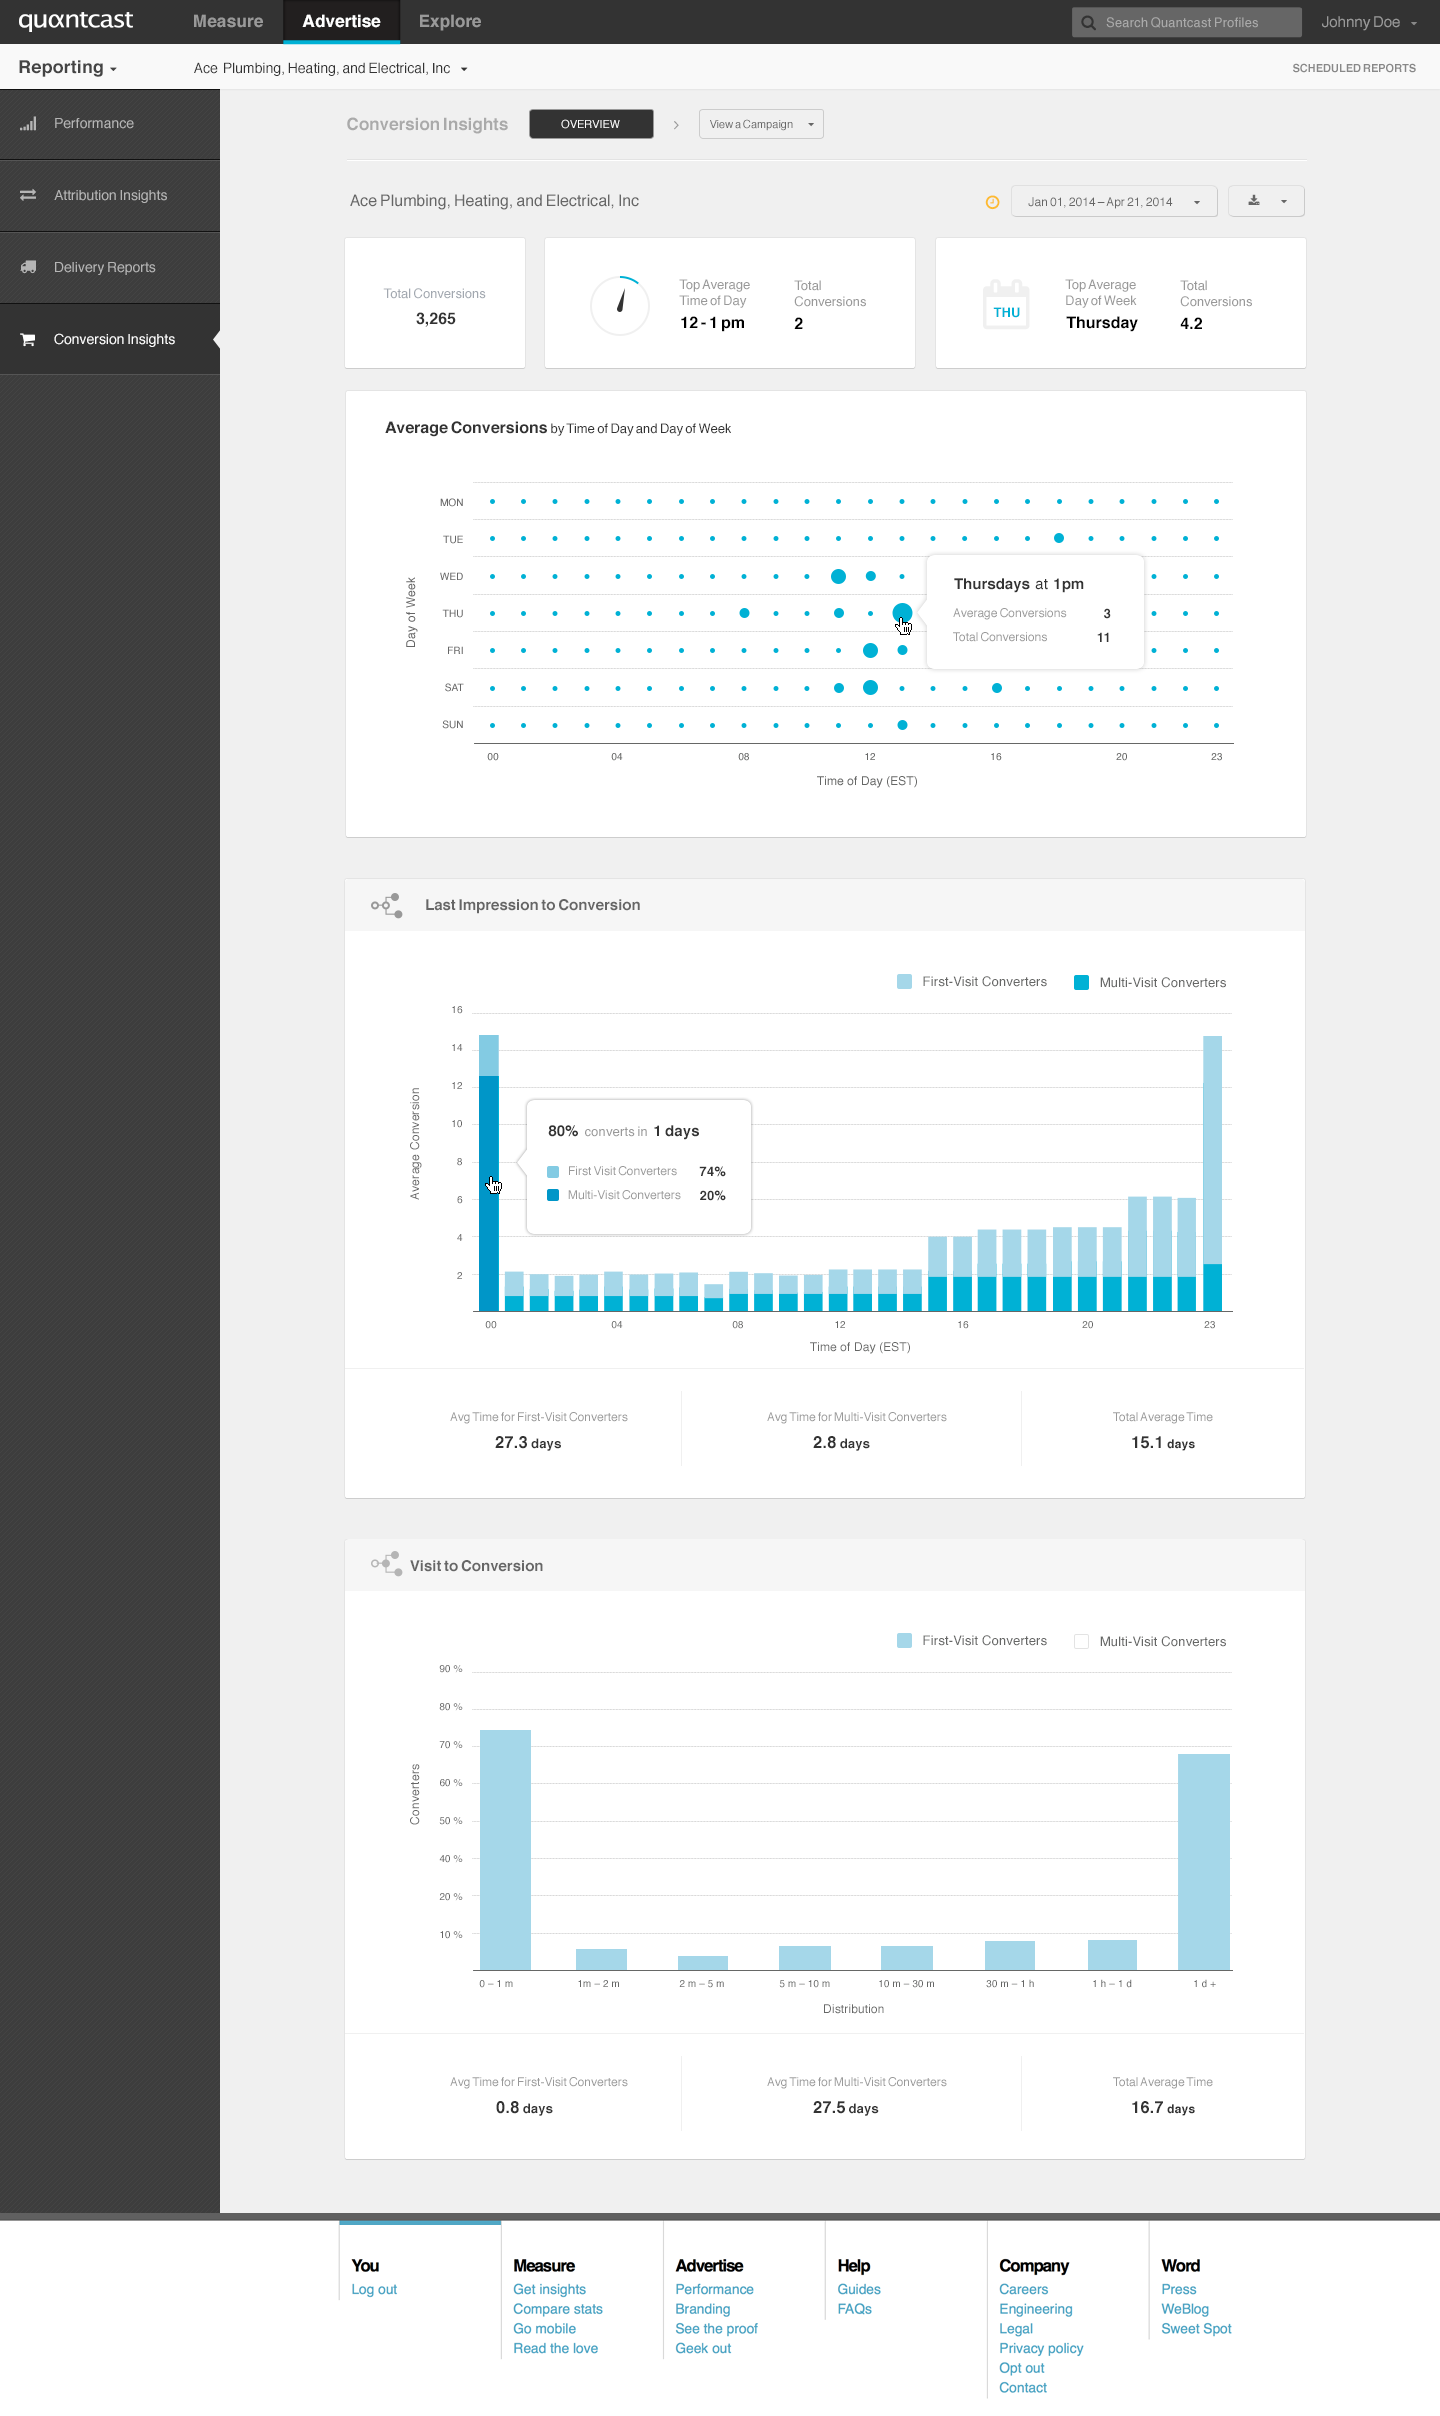 quantcast Measure Advertise Explore Search Quantcast Profiles Johnny Doe
Reporting Ace Plumbing, Heating, and Electrical, Inc SCHEDULED REPORTS
Performance
Attribution Insights
Delivery Reports
Conversion Insights
Conversion Insights OVERVIEW View a Campaign
Ace Plumbing, Heating, and Electrical, Inc Jan 01, 2014 – Apr 21, 2014
Total Conversions
3,265
Top Average
Time of Day
12 - 1 pm
Total
Conversions
2
THU
Top Average
Day of Week
Thursday
Total
Conversions
4.2
Average Conversions by Time of Day and Day of Week
Day of Week
MON
TUE
WED
THU
FRI
SAT
SUN
Thursdays at 1pm
Average Conversions 3
Total Conversions 11
00 04 08 12 16 20 23
Time of Day (EST)
Last Impression to Conversion
First-Visit Converters Multi-Visit Converters
Average Conversion
16
14
12
10
8
6
4
2
80% converts in 1 days
First Visit Converters 74%
Multi-Visit Converters 20%
00 04 08 12 16 20 23
Time of Day (EST)
Avg Time for First-Visit Converters
27.3 days
Avg Time for Multi-Visit Converters
2.8 days
Total Average Time
15.1 days
Visit to Conversion
First-Visit Converters Multi-Visit Converters
Converters
90 %
80 %
70 %
60 %
50 %
40 %
20 %
10 %
0 – 1 m 1m – 2 m 2 m – 5 m 5 m – 10 m 10 m – 30 m 30 m – 1 h 1 h – 1 d 1 d +
Distribution
Avg Time for First-Visit Converters
0.8 days
Avg Time for Multi-Visit Converters
27.5 days
Total Average Time
16.7 days
You
Log out
Measure
Get insights
Compare stats
Go mobile
Read the love
Advertise
Performance
Branding
See the proof
Geek out
Help
Guides
FAQs
Company
Careers
Engineering
Legal
Privacy policy
Opt out
Contact
Word
Press
WeBlog
Sweet Spot